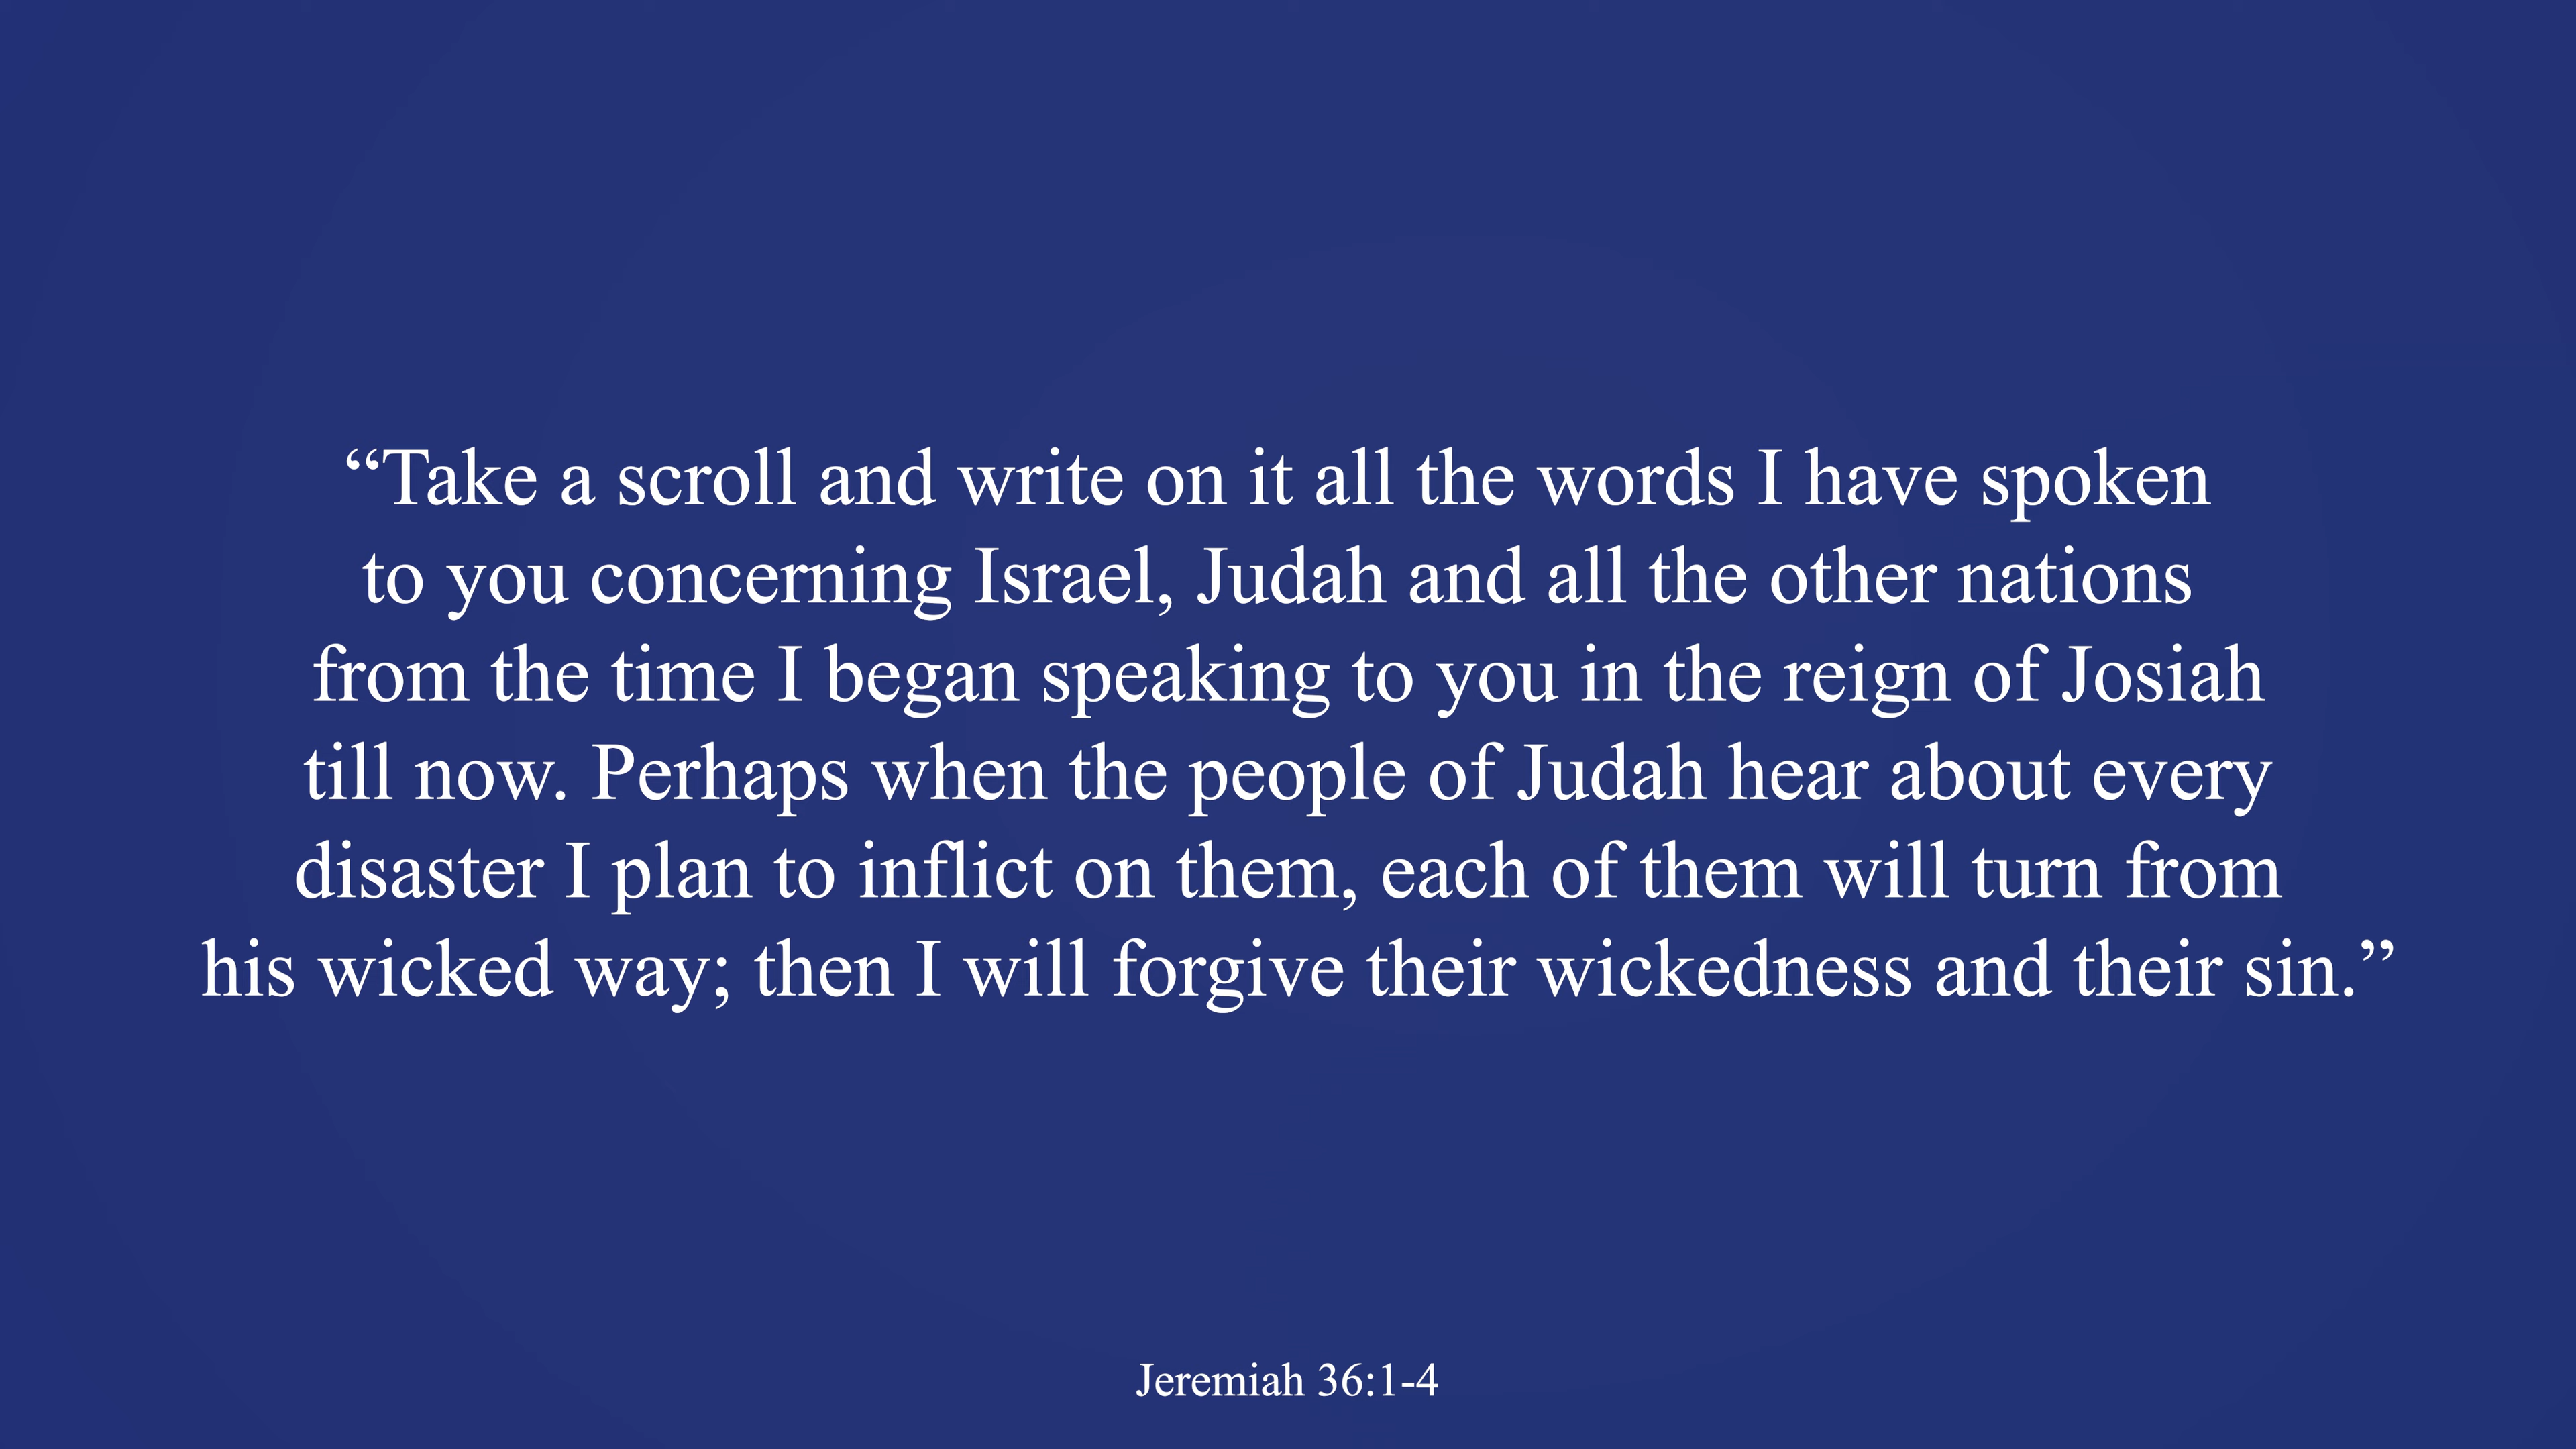 “Take a scroll and write on it all the words I have spoken
to you concerning Israel, Judah and all the other nations
from the time I began speaking to you in the reign of Josiah
till now. Perhaps when the people of Judah hear about every
disaster I plan to inflict on them, each of them will turn from
his wicked way; then I will forgive their wickedness and their sin.”
Jeremiah 36:1-4